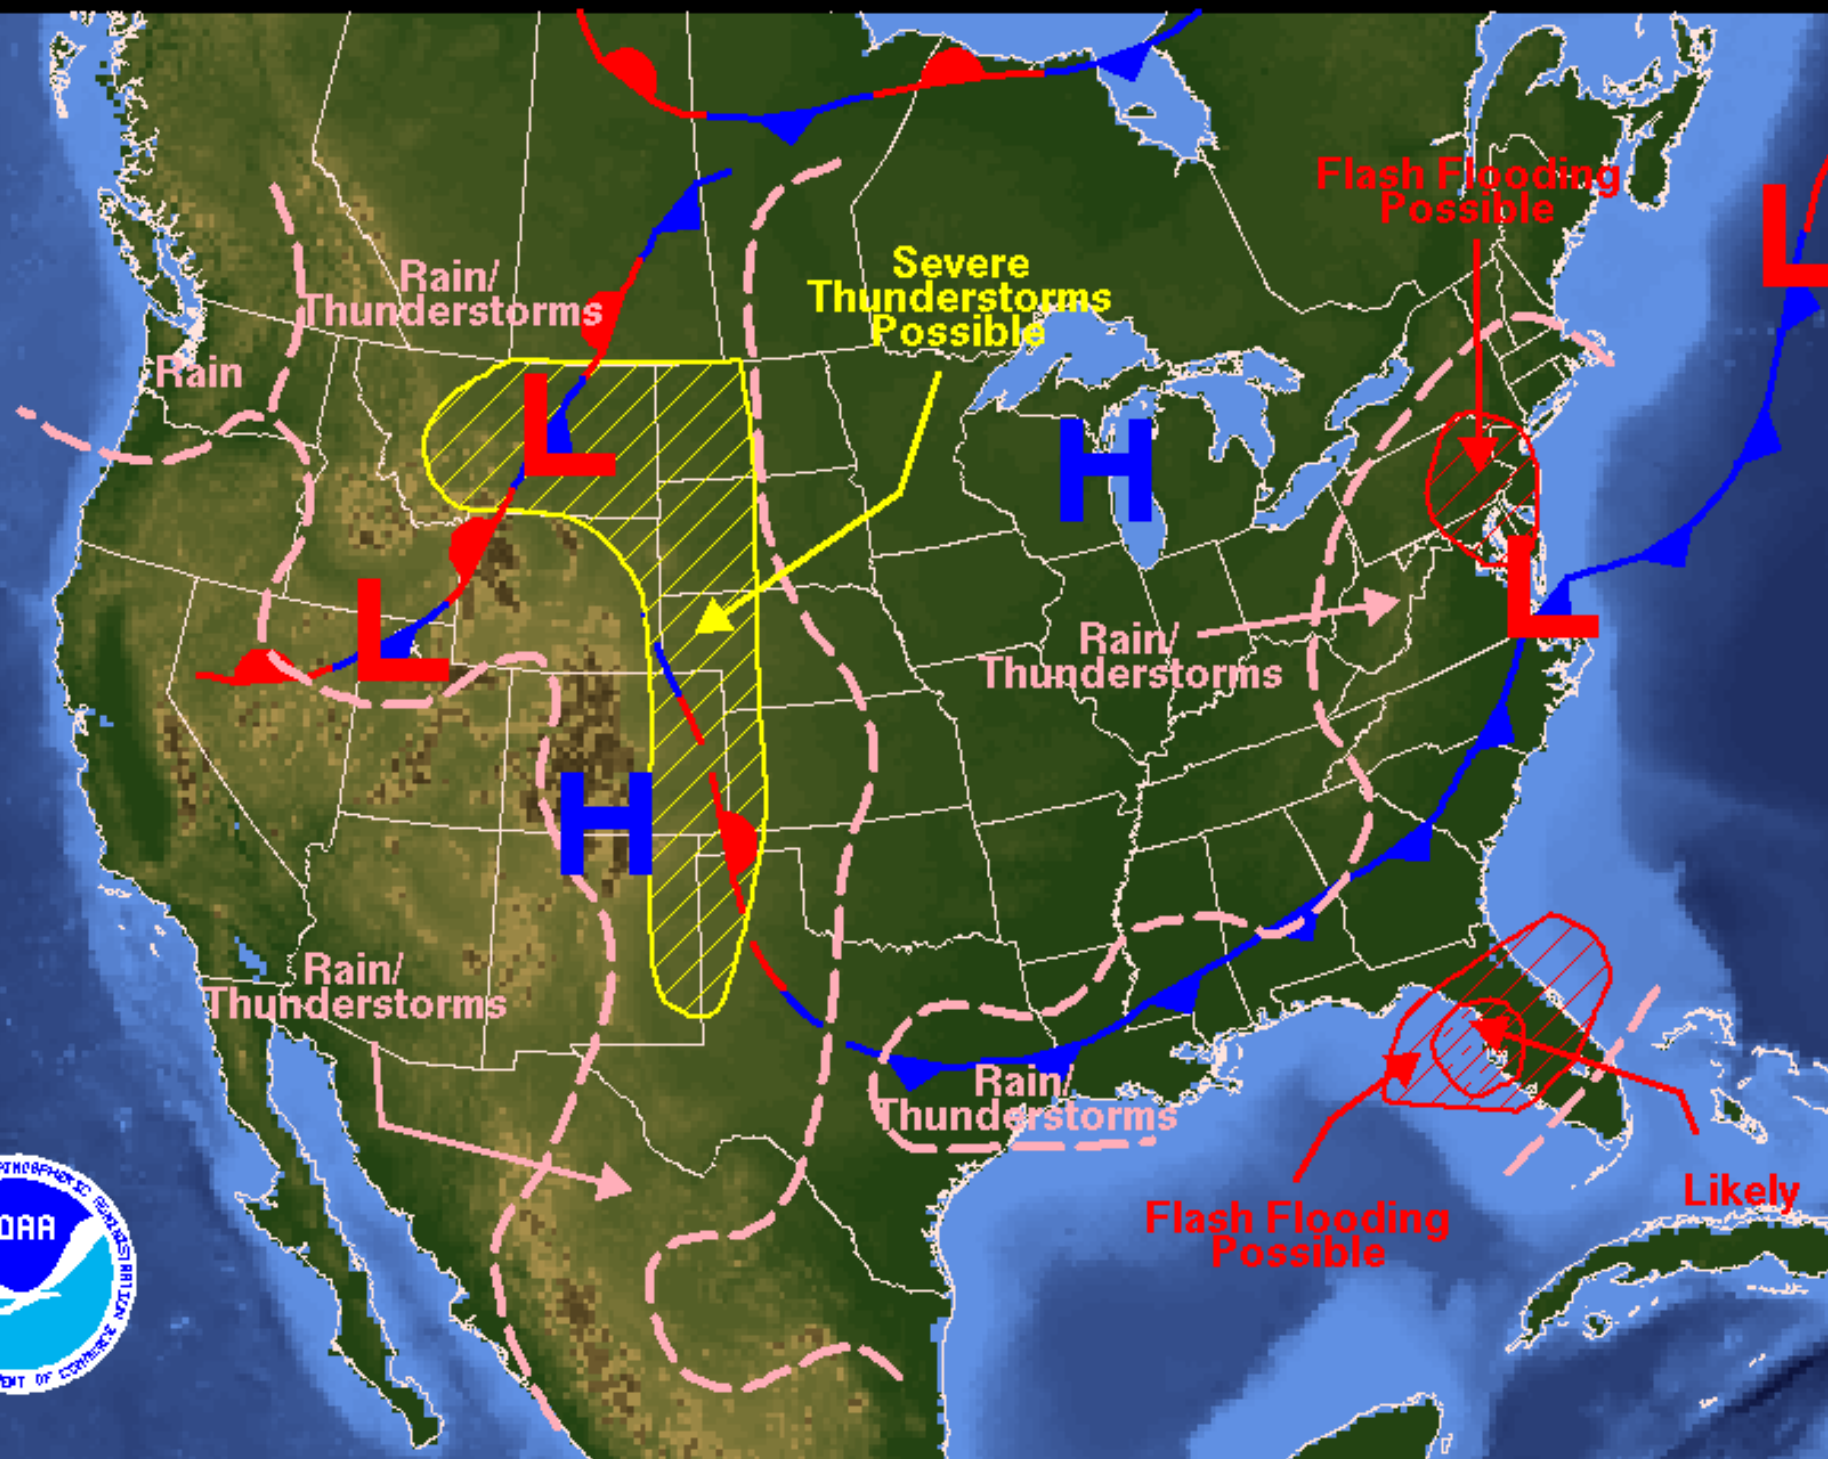 Flash Flooding
Possible
L
Rain/
Thunderstorms
Severe
Thunderstorms
Possible
Rain
L
H
L
L
Rain/
Thunderstorms
H
Rain/
Thunderstorms
Rain/
Thunderstorms
Likely
Flash Flooding
Possible
OAA